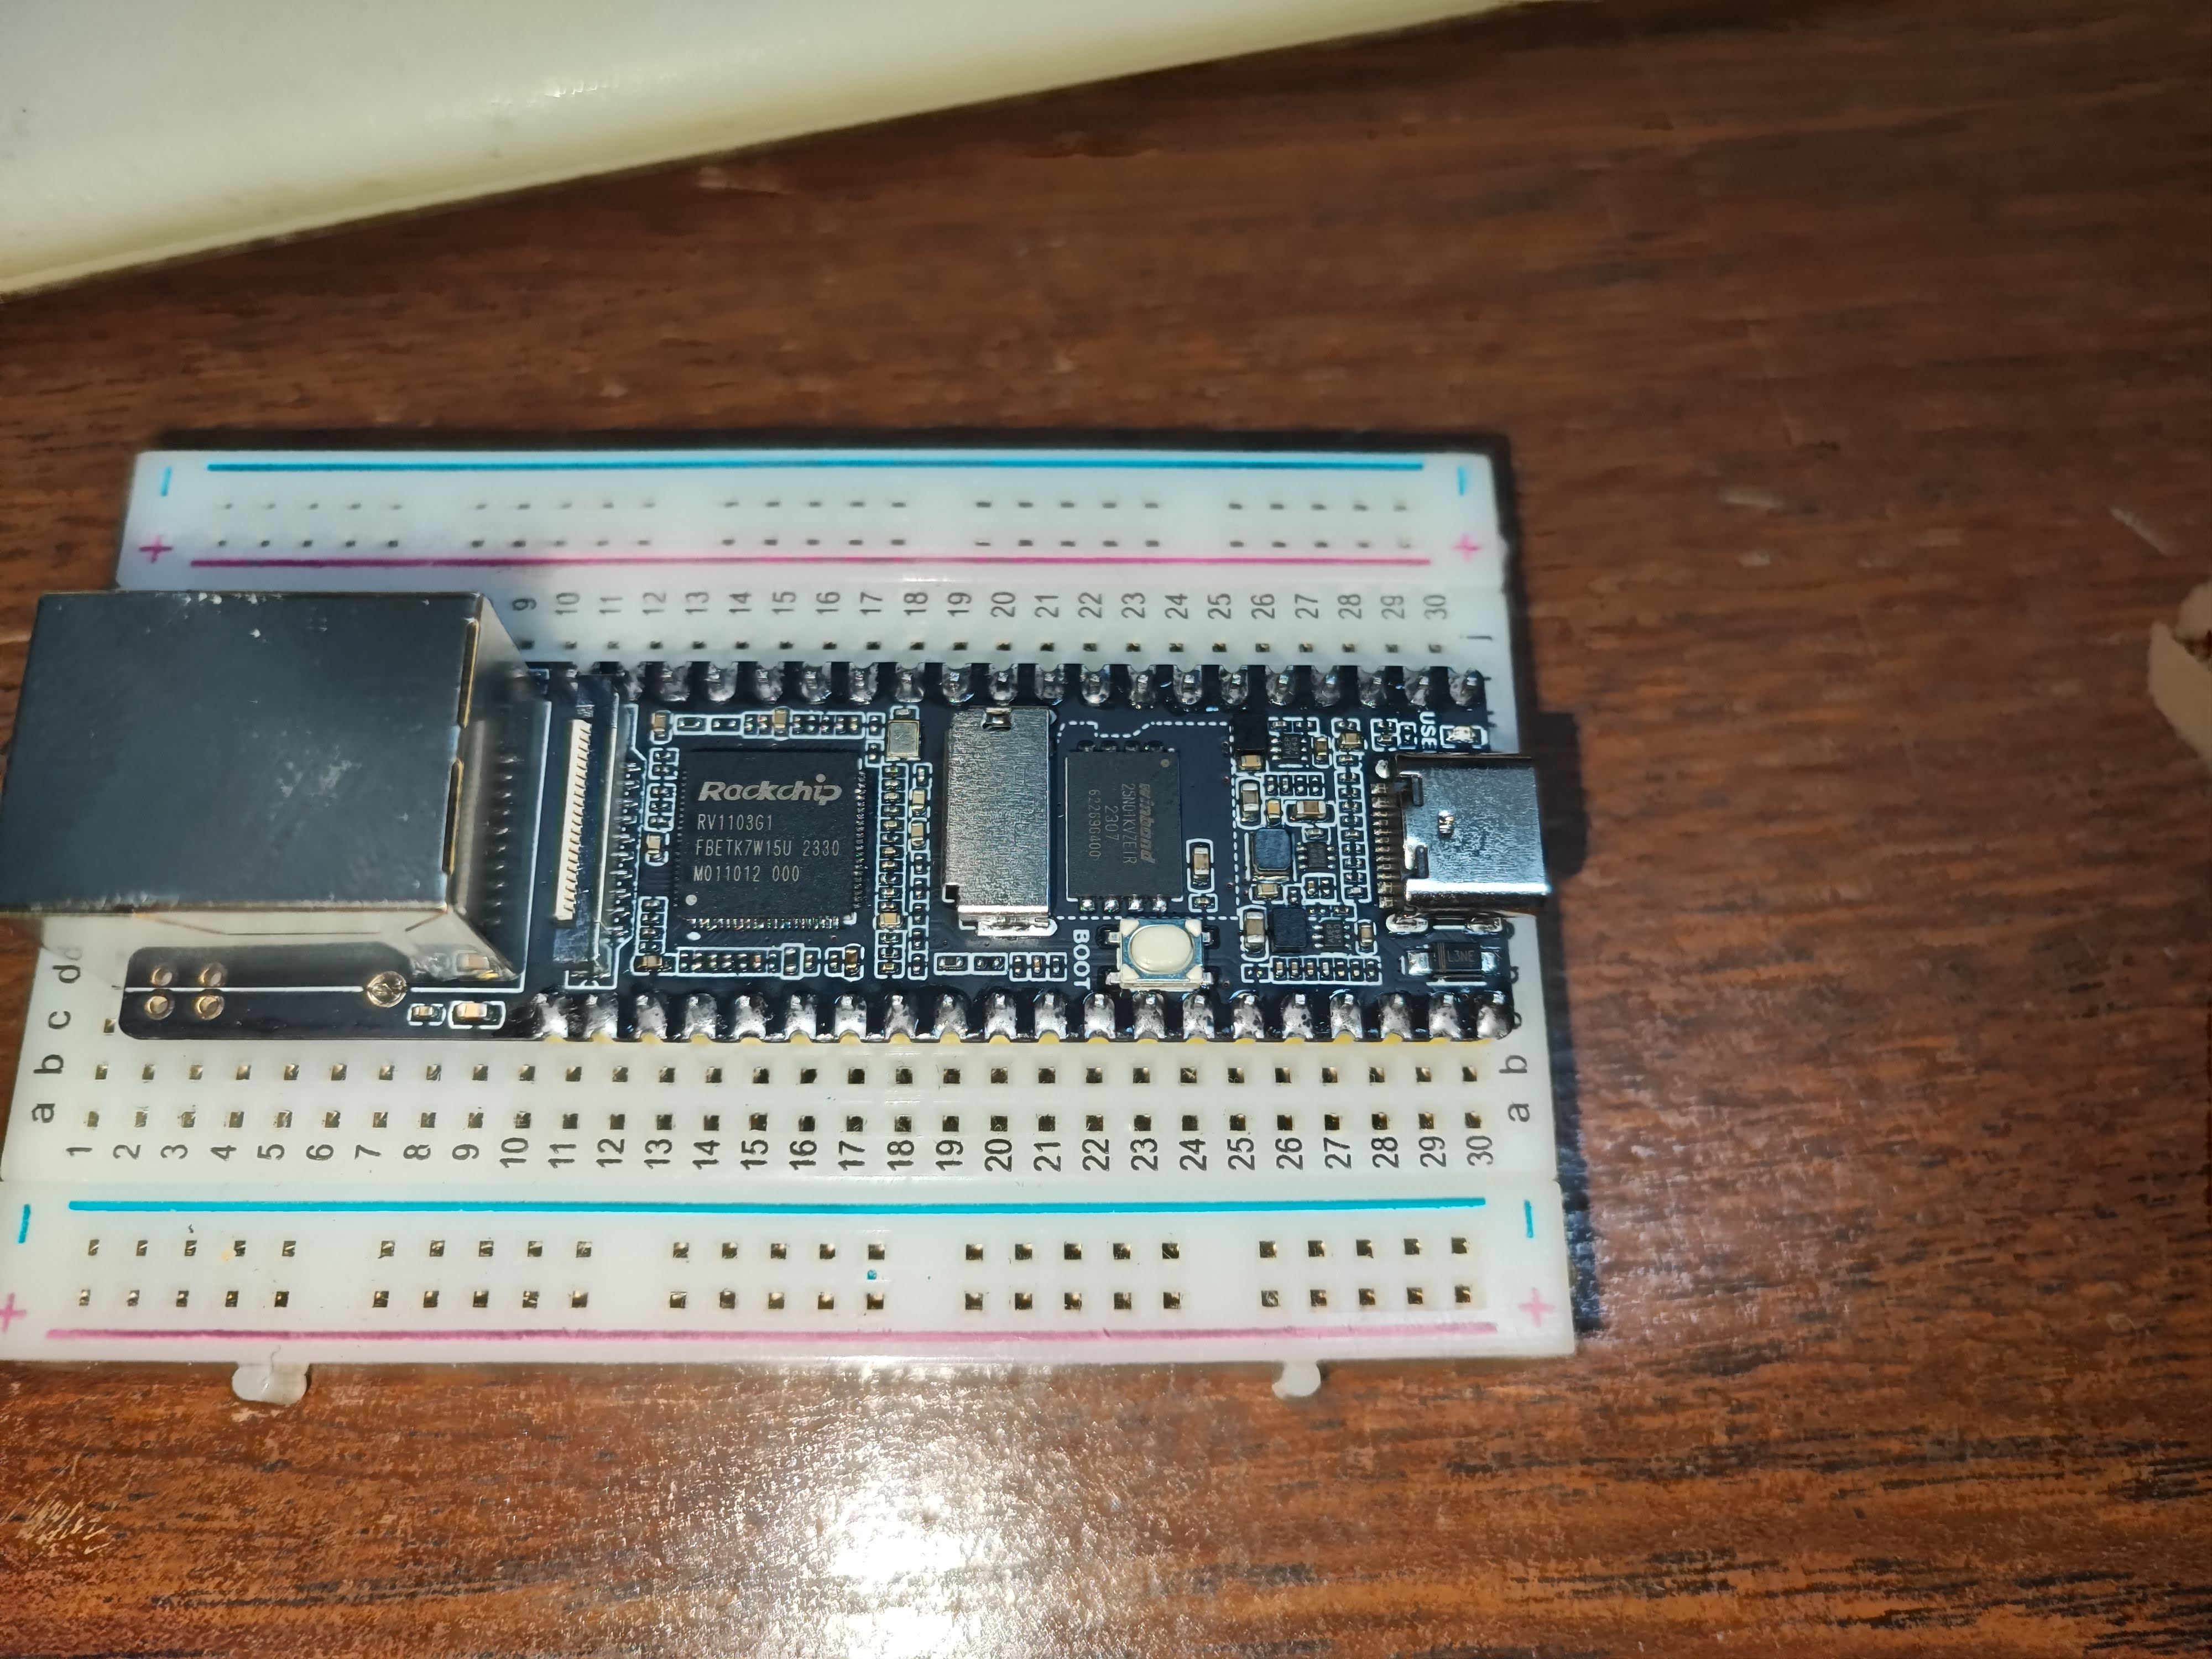 − −
+ +
9 10 11 12 13 14 15 16 17 18 19 20 21 22 23 24 25 26 27 28 29 30
j
USE
Rockchip
RV1103G1
FBETK7W15U 2330
M011012 000
winbond
25N01KVZEIR
2307
6226
BOOT
L3NE
d
c
b b
a a
1 2 3 4 5 6 7 8 9 10 11 12 13 14 15 16 17 18 19 20 21 22 23 24 25 26 27 28 29 30
− −
+ +